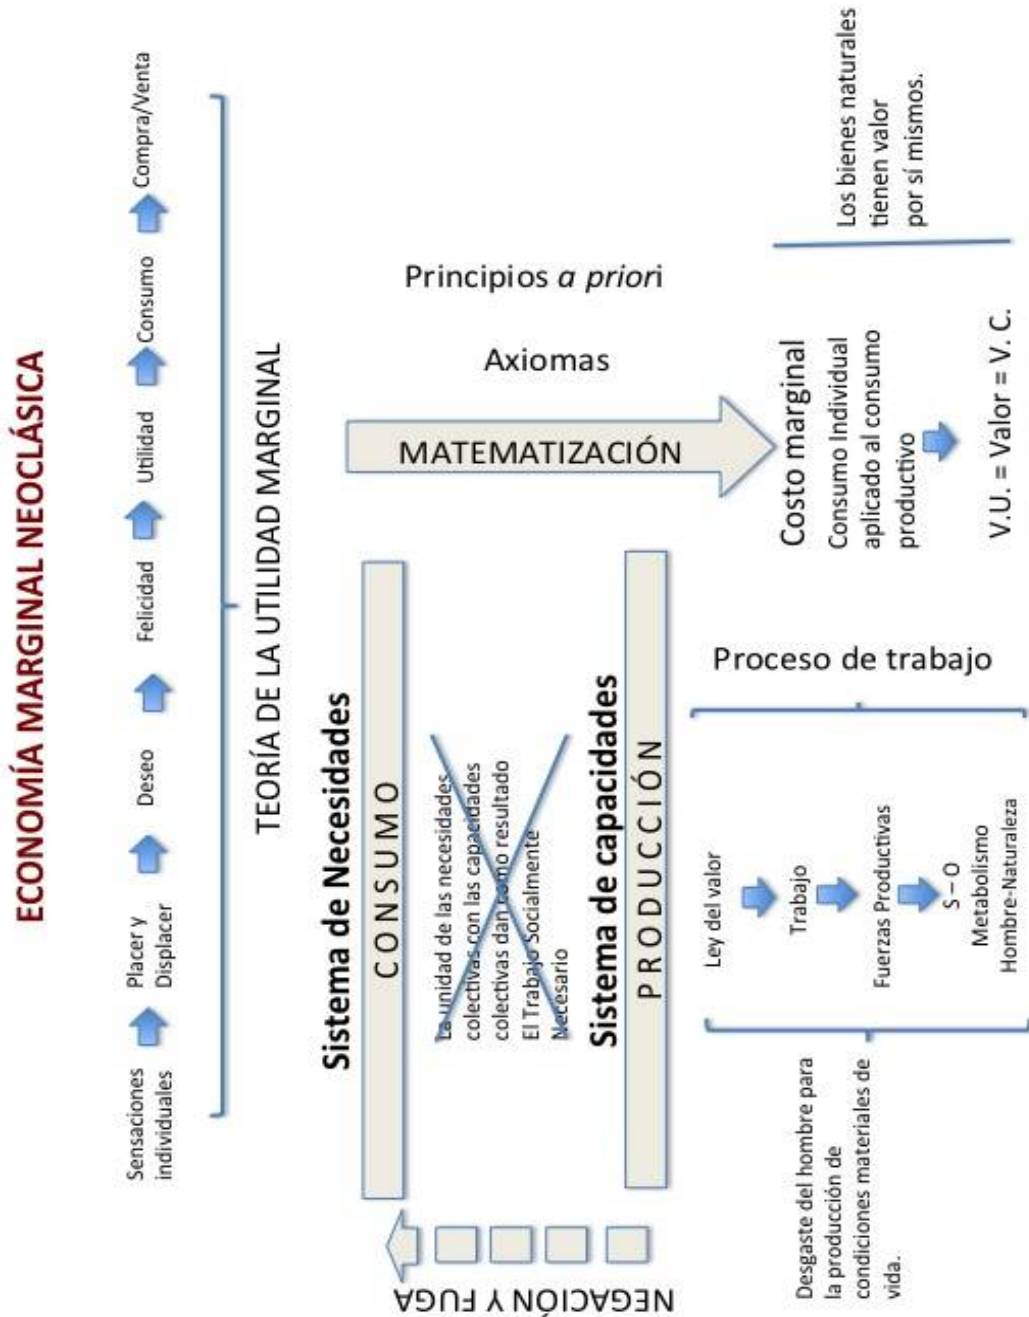 ECONOMÍA MARGINAL NEOCLÁSICA
Sensaciones
individuales
Placer y
Displacer
Deseo
Felicidad
Utilidad
Consumo
Compra/Venta
TEORÍA DE LA UTILIDAD MARGINAL
Sistema de Necesidades
CONSUMO
La unidad de las necesidades
colectivas con las capacidades
colectivas dan como resultado
El Trabajo Socialmente
Necesario
Sistema de capacidades
PRODUCCIÓN
NEGACIÓN Y FUGA
MATEMATIZACIÓN
Principios a priori
Axiomas
Costo marginal
Consumo Individual
aplicado al consumo
productivo
V.U. = Valor = V. C.
Los bienes naturales
tienen valor
por sí mismos.
Desgaste del hombre para
la producción de
condiciones materiales de
vida.
Ley del valor
Trabajo
Fuerzas Productivas
S – O
Metabolismo
Hombre-Naturaleza
Proceso de trabajo